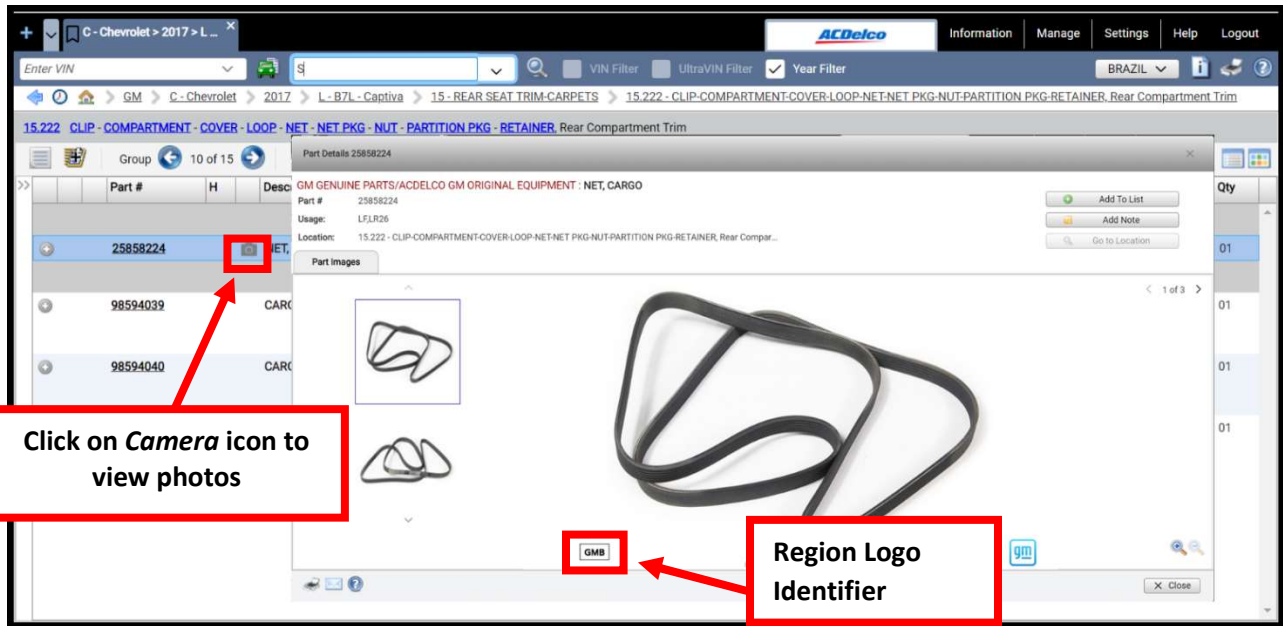 + C - Chevrolet > 2017 > L ... × ACDelco Information Manage Settings Help Logout
Enter VIN S VIN Filter UltraVIN Filter Year Filter BRAZIL i ?
> GM > C - Chevrolet > 2017 > L - B7L - Captiva > 15 - REAR SEAT TRIM-CARPETS > 15.222 - CLIP-COMPARTMENT-COVER-LOOP-NET-NET PKG-NUT-PARTITION PKG-RETAINER, Rear Compartment Trim
15.222 CLIP - COMPARTMENT - COVER - LOOP - NET - NET PKG - NUT - PARTITION PKG - RETAINER, Rear Compartment Trim
Group 10 of 15
>> Part # H Desc Qty
25858224 NET, 01
98594039 CARG 01
98594040 CARG 01
01
Part Details 25858224 ×
GM GENUINE PARTS/ACDELCO GM ORIGINAL EQUIPMENT : NET, CARGO
Part # 25858224 Add To List
Usage: LF,LR26 Add Note
Location: 15.222 - CLIP-COMPARTMENT-COVER-LOOP-NET-NET PKG-NUT-PARTITION PKG-RETAINER, Rear Compar... Go to Location
Part Images
< 1 of 3 >
GMB gm
? X Close
Click on Camera icon to
view photos
Region Logo
Identifier